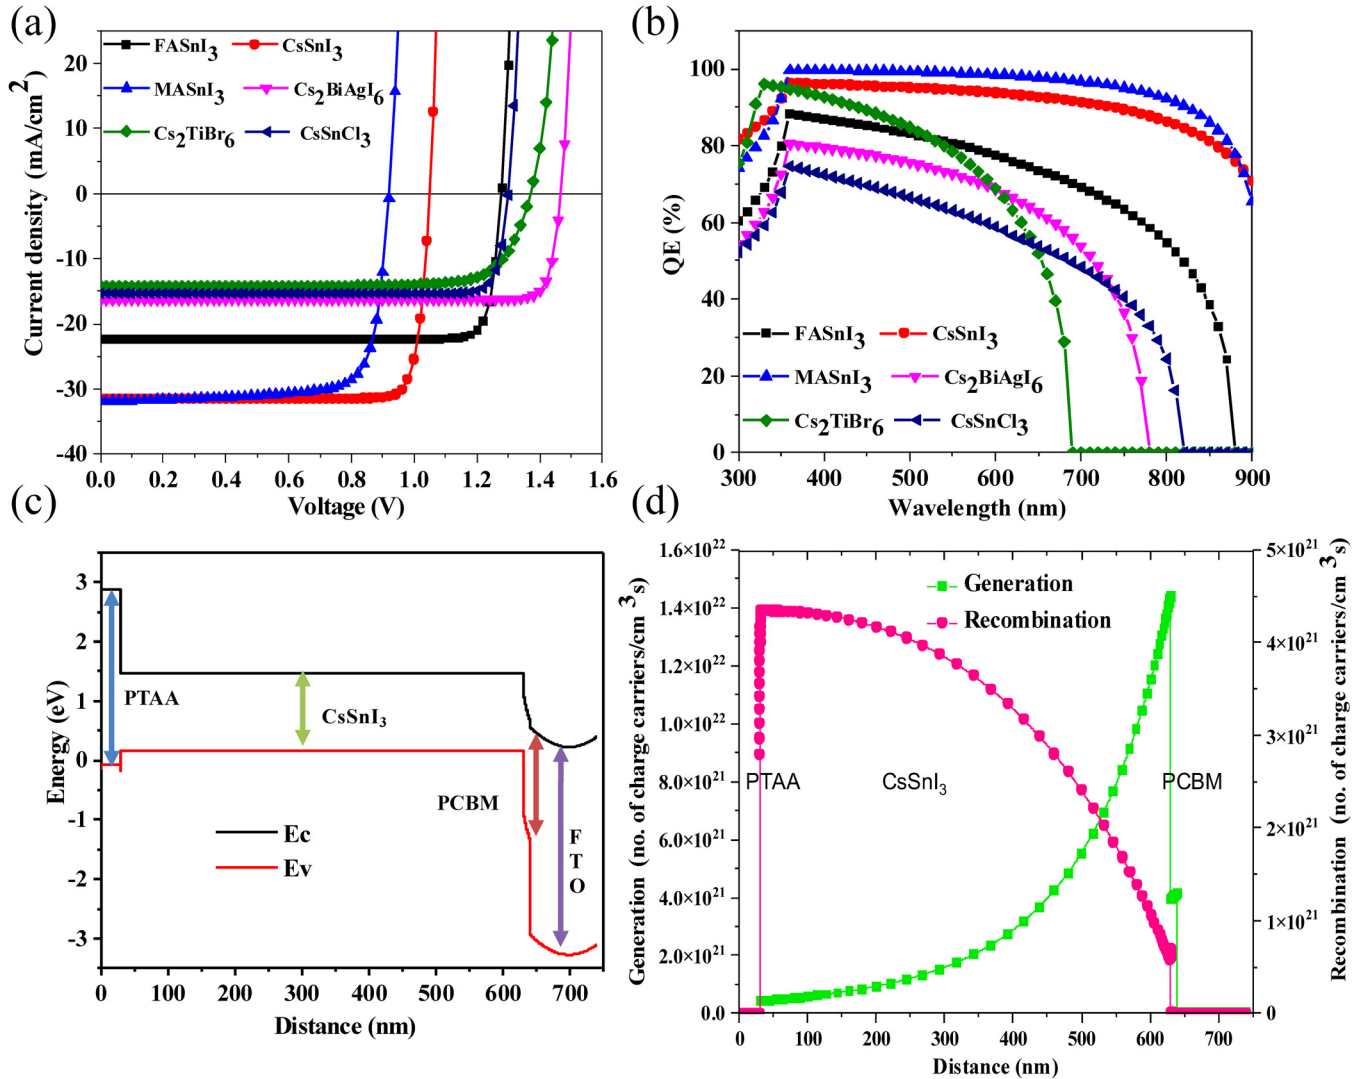 (a)
Current density (mA/cm2)
20
10
0
-10
-20
-30
-40
FASnI3
CsSnI3
MASnI3
Cs2BiAgI6
Cs2TiBr6
CsSnCl3
0.0 0.2 0.4 0.6 0.8 1.0 1.2 1.4 1.6
Voltage (V)
(b)
QE (%)
100
80
60
40
20
0
FASnI3
CsSnI3
MASnI3
Cs2BiAgI6
Cs2TiBr6
CsSnCl3
300 400 500 600 700 800 900
Wavelength (nm)
(c)
Energy (eV)
3
2
1
0
-1
-2
-3
PTAA
CsSnI3
PCBM
F
T
O
Ec
Ev
0 100 200 300 400 500 600 700
Distance (nm)
(d)
Generation (no. of charge carriers/cm 3s)
1.6×10^22
1.4×10^22
1.2×10^22
1.0×10^22
8.0×10^21
6.0×10^21
4.0×10^21
2.0×10^21
0.0
Generation
Recombination
PTAA
CsSnI3
PCBM
5×10^21
4×10^21
3×10^21
2×10^21
1×10^21
0
Recombination (no. of charge carriers/cm 3s)
0 100 200 300 400 500 600 700
Distance (nm)